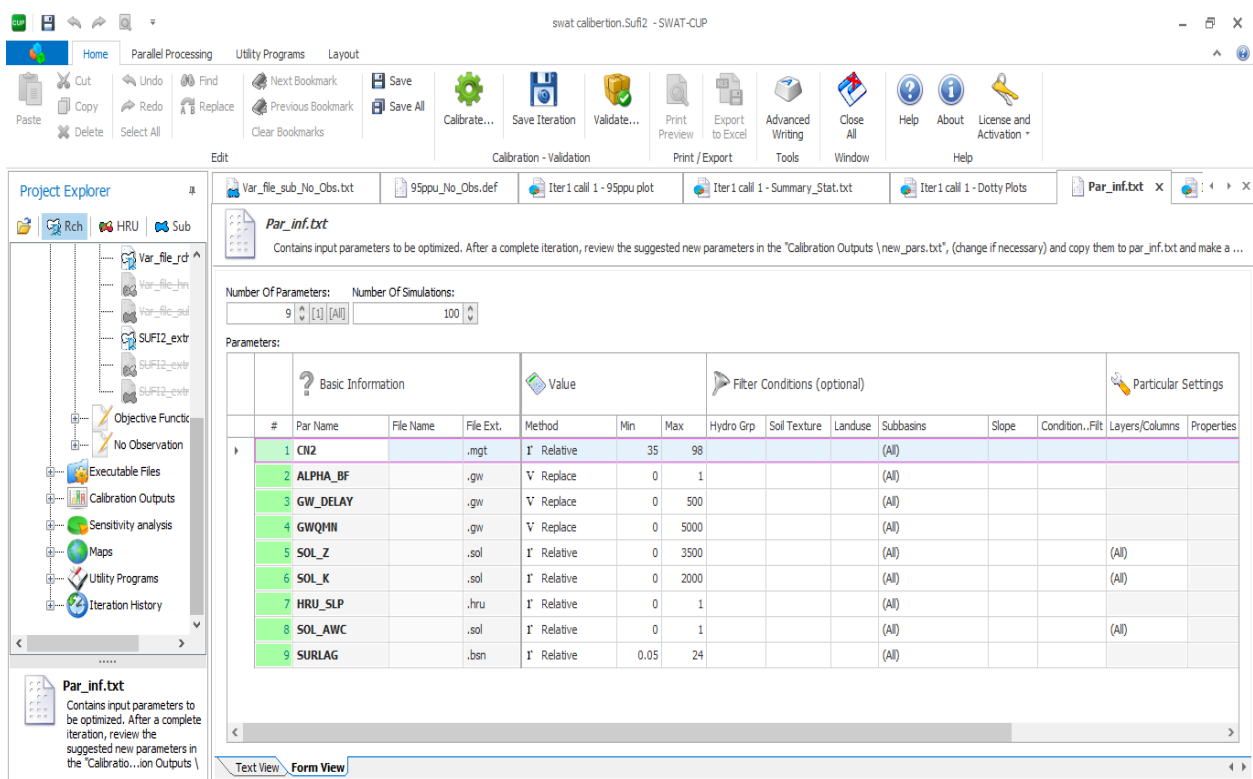 CUP
swat calibertion.Sufi2 - SWAT-CUP
Home Parallel Processing Utility Programs Layout
Paste
Cut
Copy
Delete
Undo
Redo
Select All
Find
Replace
Next Bookmark
Previous Bookmark
Clear Bookmarks
Save
Save All
Edit
Calibrate...
Save Iteration
Validate...
Calibration - Validation
Print Preview
Export to Excel
Print / Export
Advanced Writing
Tools
Close All
Window
Help
About
License and Activation
Help
Project Explorer
Rch HRU Sub
Var_file_rch
Var_file_hru
Var_file_sul
SUFI2_extr
SUFI2_extr
SUFI2_extr
Objective Functic
No Observation
Executable Files
Calibration Outputs
Sensitivity analysis
Maps
Utility Programs
Iteration History
Par_inf.txt
Contains input parameters to
be optimized. After a complete
iteration, review the
suggested new parameters in
the "Calibratio...ion Outputs \
Var_file_sub_No_Obs.txt 95ppu_No_Obs.def Iter1 calil 1 - 95ppu plot Iter1 calil 1 - Summary_Stat.txt Iter1 calil 1 - Dotty Plots Par_inf.txt
Par_inf.txt
Contains input parameters to be optimized. After a complete iteration, review the suggested new parameters in the "Calibration Outputs \new_pars.txt", (change if necessary) and copy them to par_inf.txt and make a ...
Number Of Parameters: Number Of Simulations:
9 [1] [All] 100
Parameters:
Basic Information Value Filter Conditions (optional) Particular Settings
# Par Name File Name File Ext. Method Min Max Hydro Grp Soil Texture Landuse Subbasins Slope Condition..Filt Layers/Columns Properties
1 CN2 .mgt r Relative 35 98 (All)
2 ALPHA_BF .gw V Replace 0 1 (All)
3 GW_DELAY .gw V Replace 0 500 (All)
4 GWQMN .gw V Replace 0 5000 (All)
5 SOL_Z .sol r Relative 0 3500 (All) (All)
6 SOL_K .sol r Relative 0 2000 (All) (All)
7 HRU_SLP .hru r Relative 0 1 (All)
8 SOL_AWC .sol r Relative 0 1 (All) (All)
9 SURLAG .bsn r Relative 0.05 24 (All)
Text View Form View